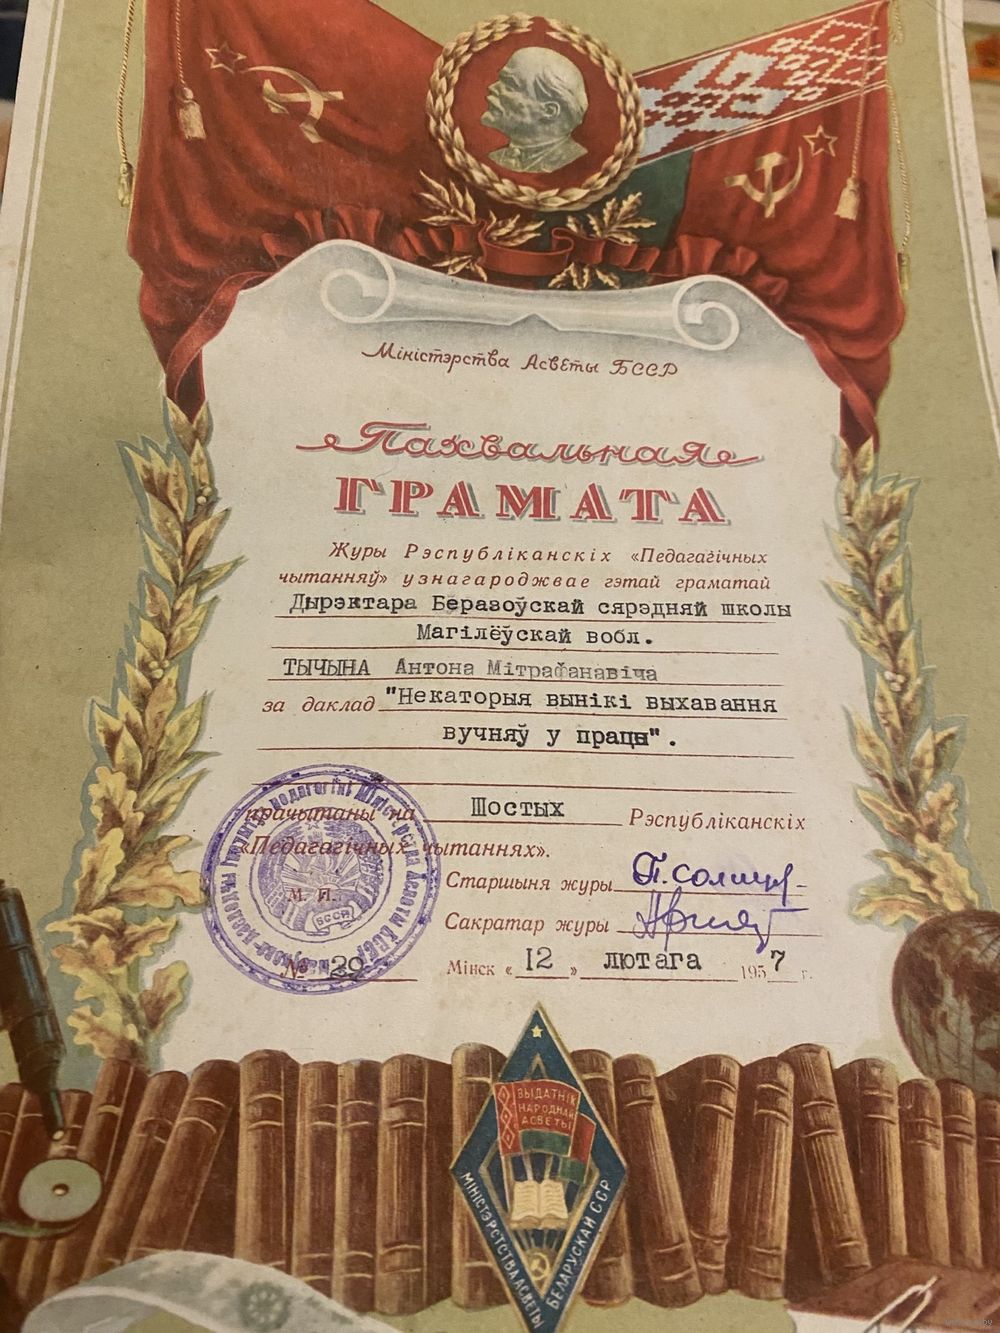 Міністэрства Асветы БССР
Пахвальная
ГРАМАТА
Журы Рэспубліканскіх «Педагагічных
чытанняў» узнагароджвае гэтай граматай
Дырэктара Беразоўскай сярэдняй школы
Магілёўскай вобл.
ТЫЧЫНА Антона Мітрафанавіча
за даклад "Некаторыя вынікі выхавання
вучняў у працы".
прачытаны на Шостых Рэспубліканскіх
«Педагагічных чытаннях».
М. П.
БССР
Старшыня журы
Сакратар журы
№ 20 Мінск « 12 » лютага 1957 г.
ВЫДАТНІК
НАРОДНАЙ
АСВЕТЫ
МІНІСТЭРСТВА АСВЕТЫ
БЕЛАРУСКАЙ ССР